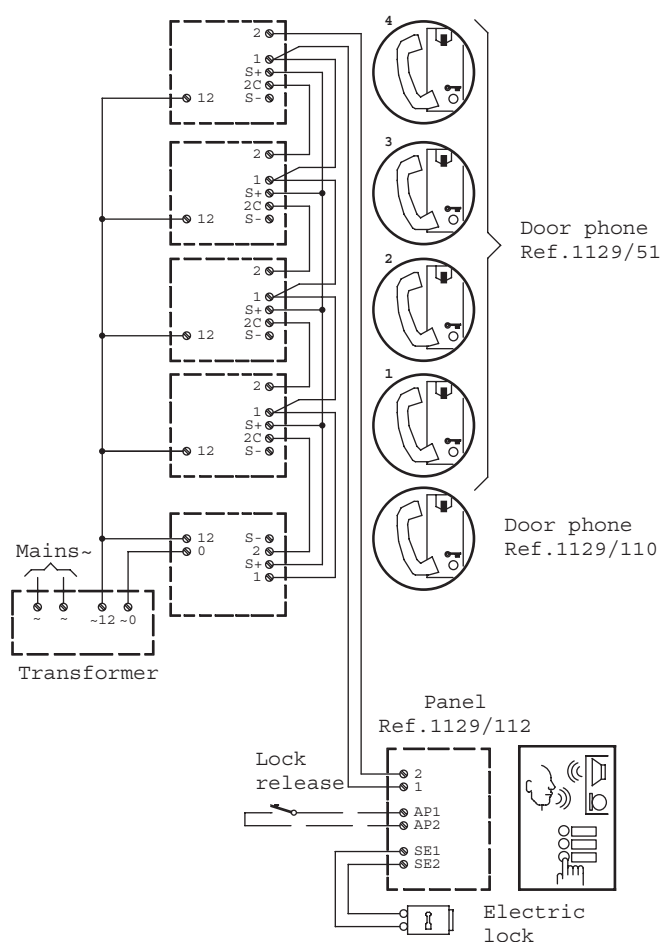 2
1
S+
2C
S-
12
4
2
1
S+
2C
S-
12
3
Door phone
Ref.1129/51
2
1
S+
2C
S-
12
2
2
1
S+
2C
S-
12
1
12
0
S-
2
S+
1
Door phone
Ref.1129/110
Mains~
~
~
~12
~0
Transformer
Panel
Ref.1129/112
Lock
release
2
1
AP1
AP2
SE1
SE2
Electric
lock